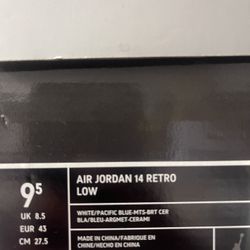 AIR JORDAN 14 RETRO
LOW
9.5
UK 8.5
EUR 43
CM 27.5
WHITE/PACIFIC BLUE-MTS-BRT CER
BLA/BLEU-ARGMET-CERAMI
MADE IN CHINA/FABRIQUE EN
CHINE/HECHO EN CHINA